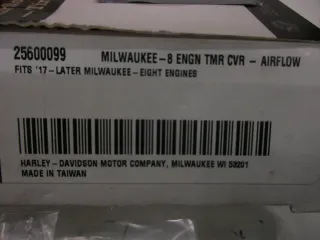 25600099 MILWAUKEE-8 ENGN TMR CVR - AIRFLOW
FITS '17-LATER MILWAUKEE-EIGHT ENGINES
HARLEY-DAVIDSON MOTOR COMPANY, MILWAUKEE WI 53201
MADE IN TAIWAN